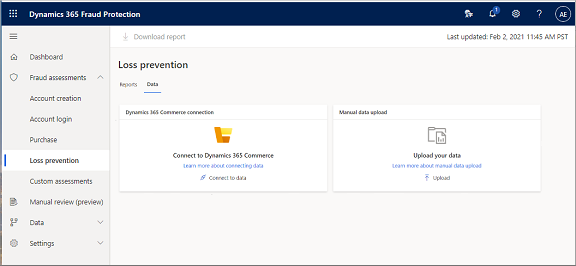 Dynamics 365 Fraud Protection
1
?
AE
Download report
Last updated: Feb 2, 2021 11:45 AM PST
Dashboard
Fraud assessments
Account creation
Account login
Purchase
Loss prevention
Custom assessments
Manual review (preview)
Data
Settings
Loss prevention
Reports Data
Dynamics 365 Commerce connection
Connect to Dynamics 365 Commerce
Learn more about connecting data
Connect to data
Manual data upload
Upload your data
Learn more about manual data upload
Upload